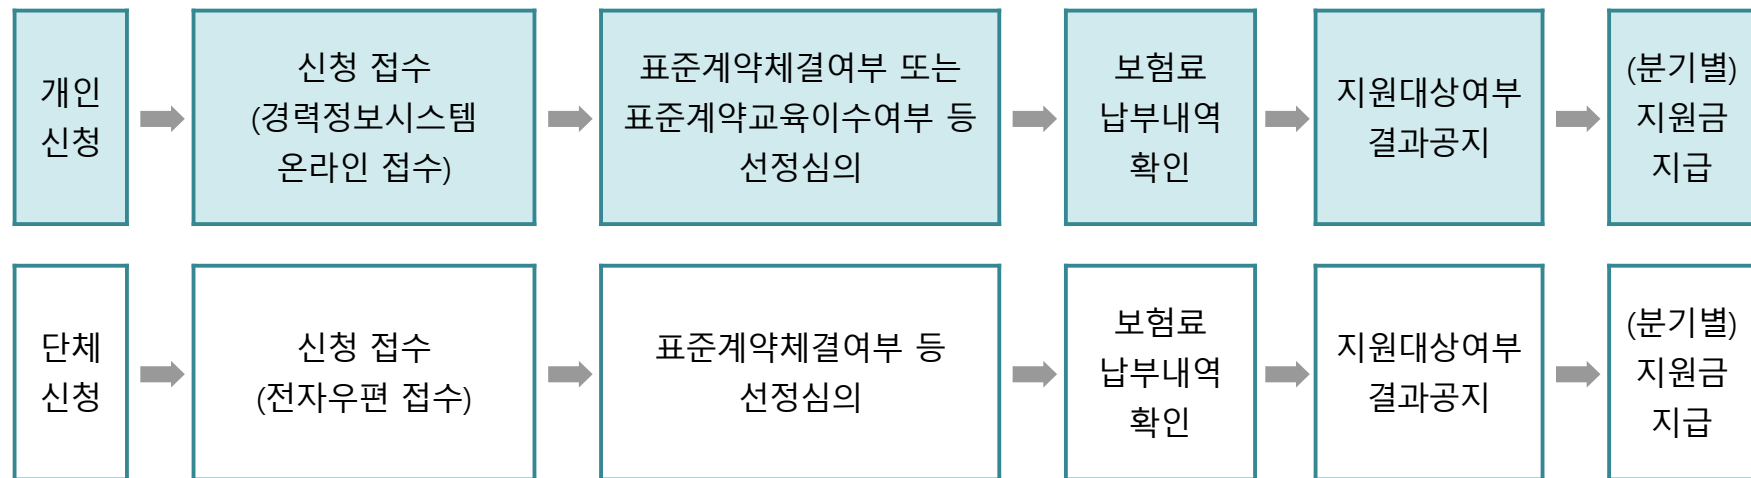 개인
신청
신청 접수
(경력정보시스템
온라인 접수)
표준계약체결여부 또는
표준계약교육이수여부 등
선정심의
보험료
납부내역
확인
지원대상여부
결과공지
(분기별)
지원금
지급
단체
신청
신청 접수
(전자우편 접수)
표준계약체결여부 등
선정심의
보험료
납부내역
확인
지원대상여부
결과공지
(분기별)
지원금
지급